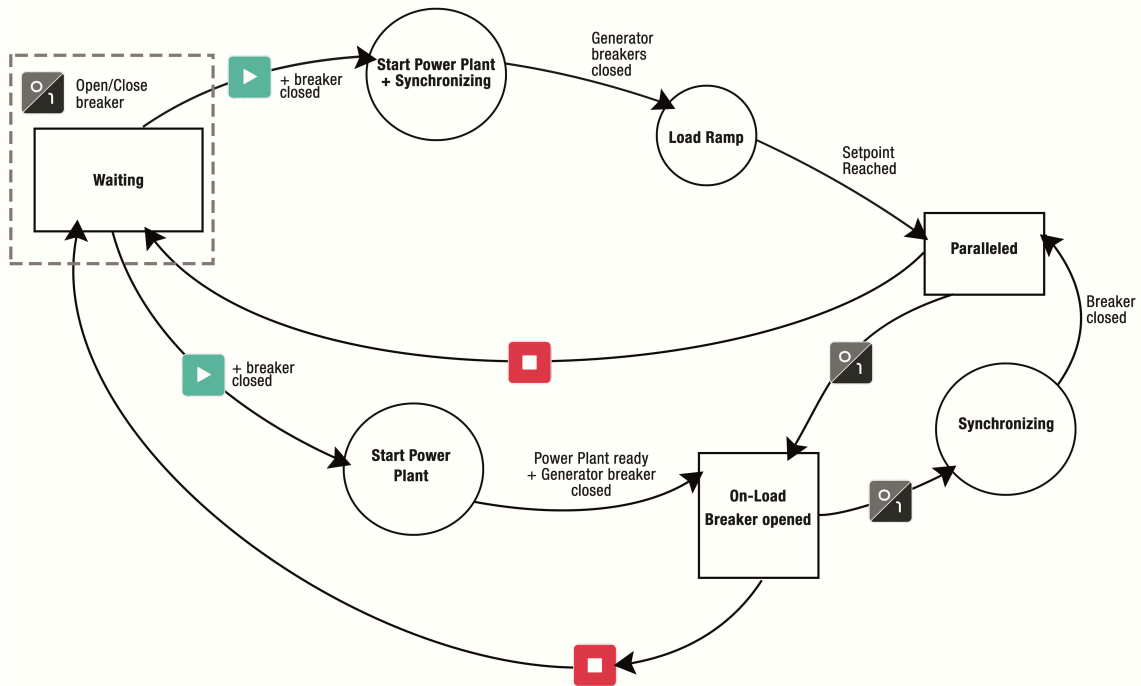 Open/Close
breaker
Waiting
+ breaker
closed
Start Power Plant
+ Synchronizing
Generator
breakers
closed
Load Ramp
Setpoint
Reached
Paralleled
Breaker
closed
Synchronizing
+ breaker
closed
Start Power
Plant
Power Plant ready
+ Generator breaker
closed
On-Load
Breaker opened